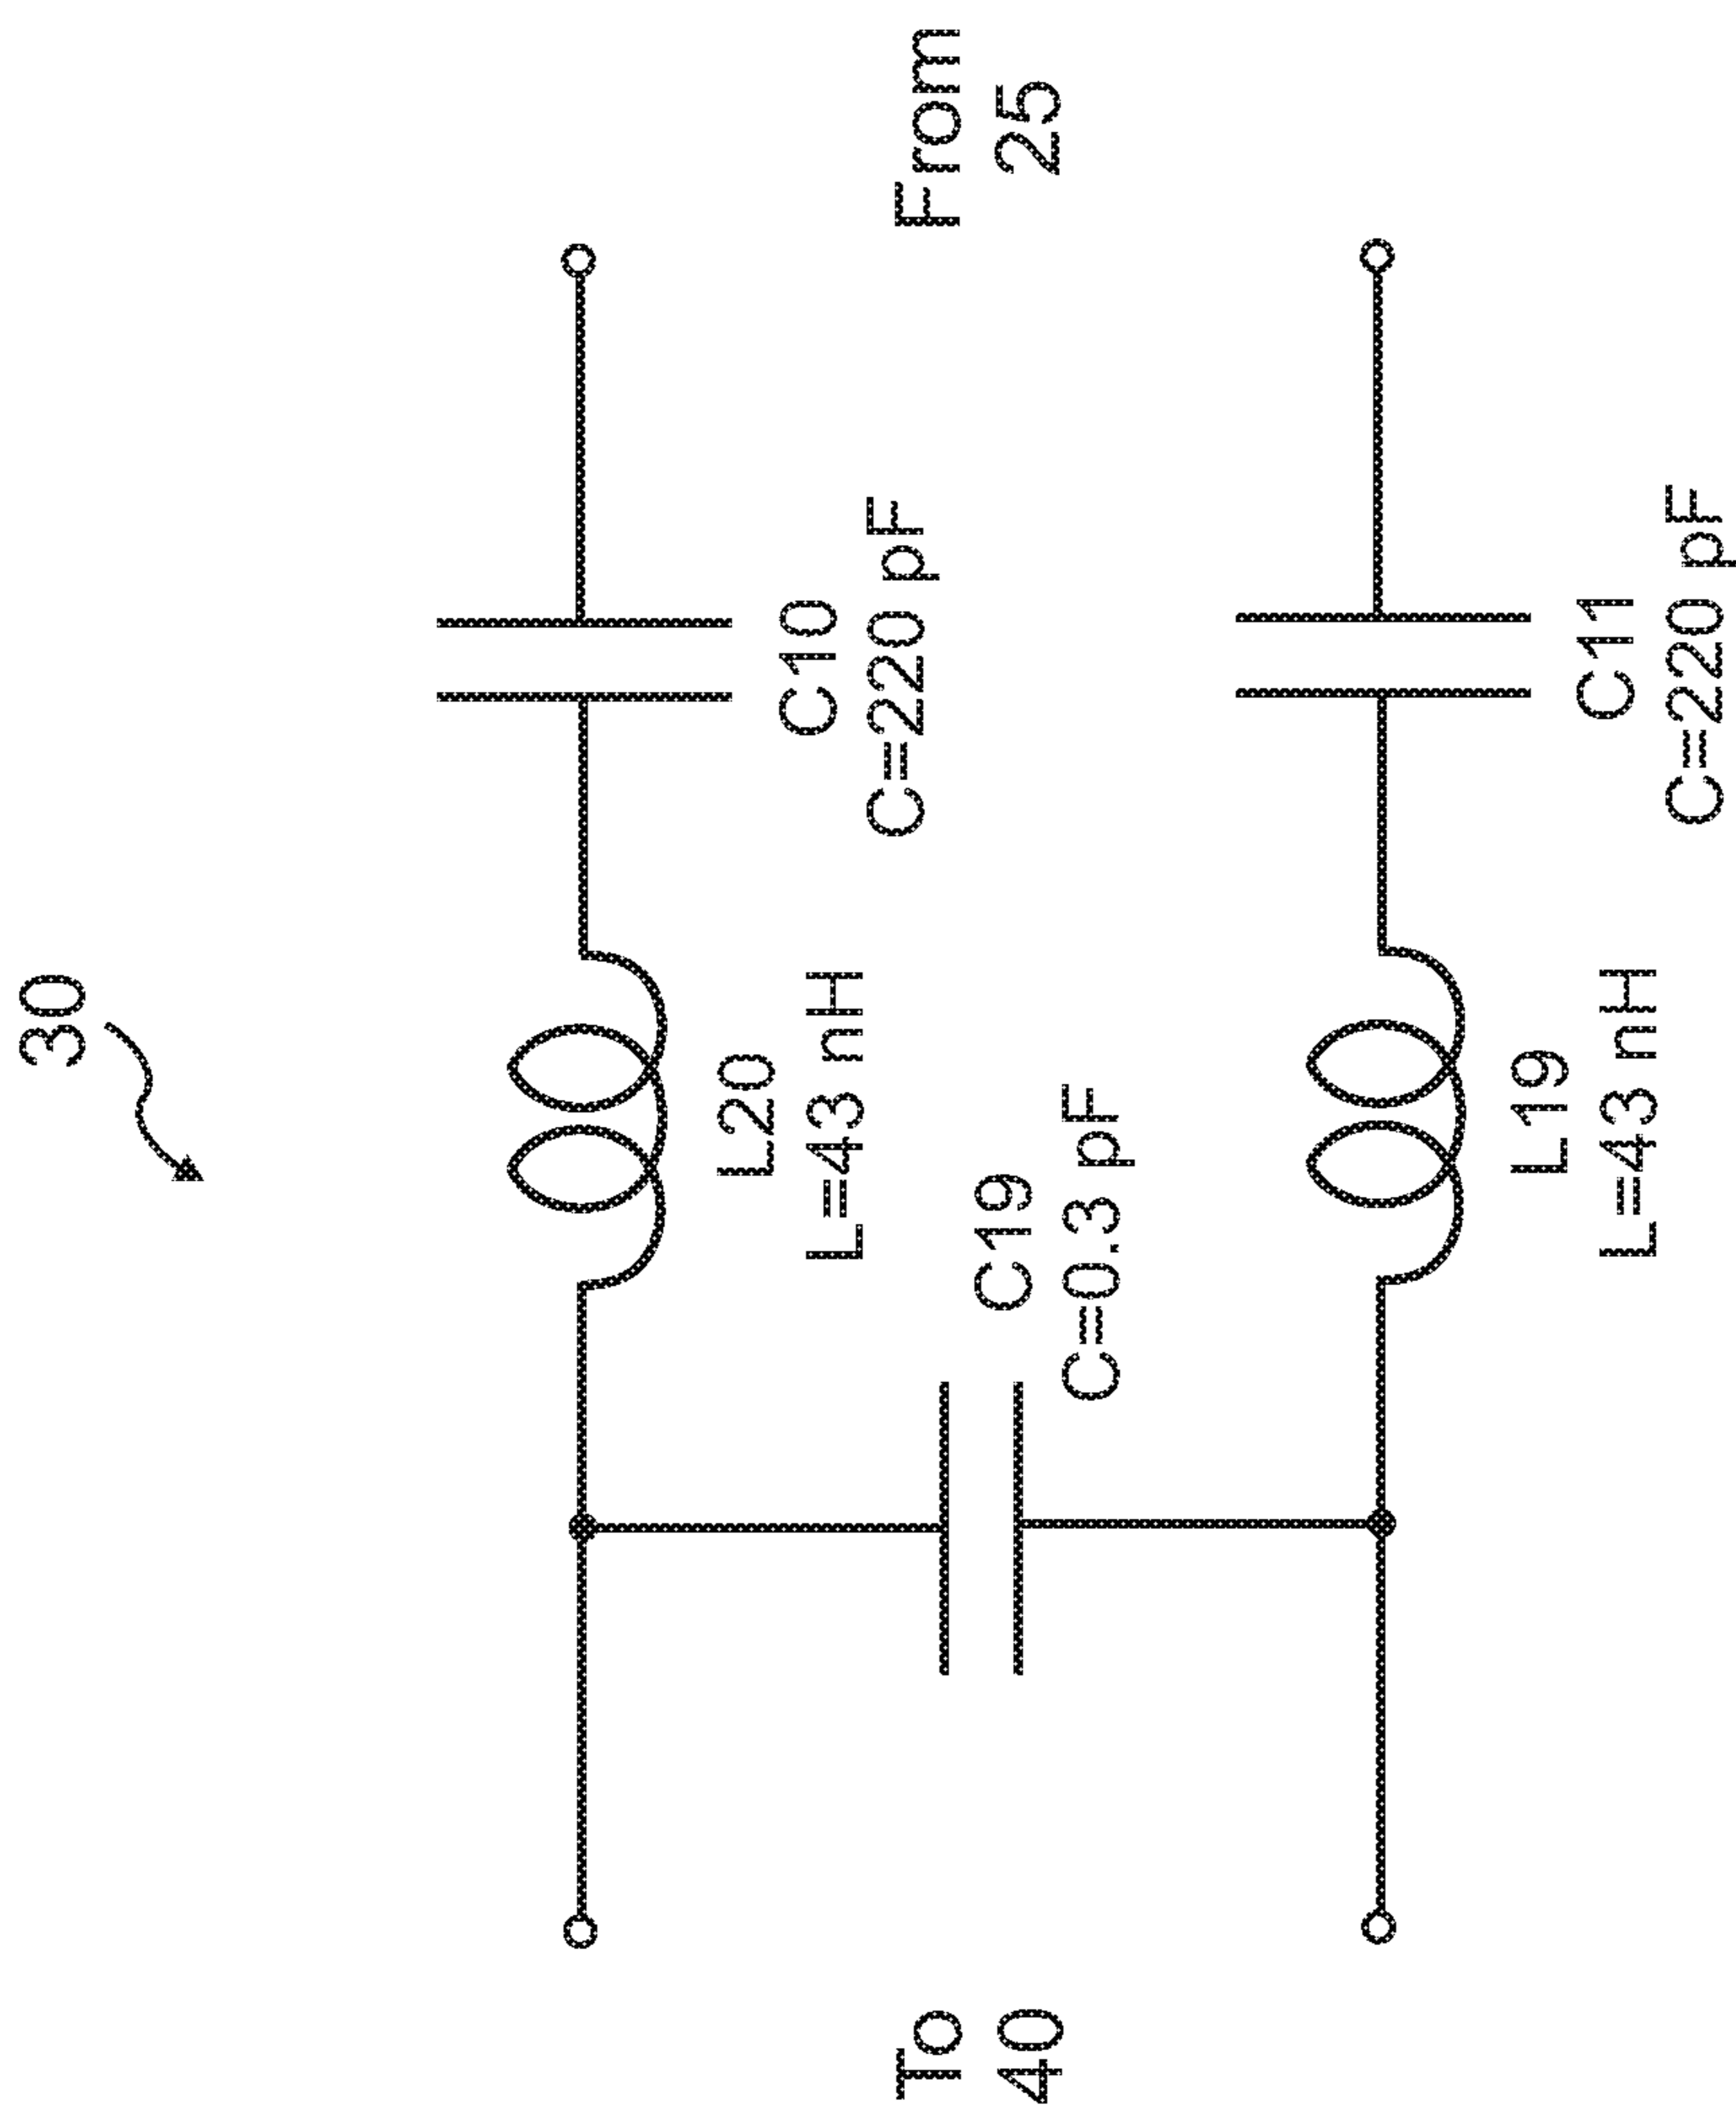 30
L20
L=43 nH
C10
C=220 pF
To
40
C19
C=0.3 pF
From
25
L19
L=43 nH
C11
C=220 pF